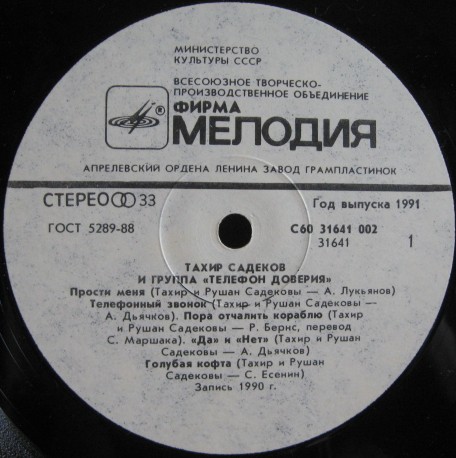 МИНИСТЕРСТВО
КУЛЬТУРЫ СССР
ВСЕСОЮЗНОЕ ТВОРЧЕСКО-
ПРОИЗВОДСТВЕННОЕ ОБЪЕДИНЕНИЕ
ФИРМА
МЕЛОДИЯ
АПРЕЛЕВСКИЙ ОРДЕНА ЛЕНИНА ЗАВОД ГРАМПЛАСТИНОК
СТЕРЕО 33
Год выпуска 1991
ГОСТ 5289-88
С60 31641 002
31641
1
ТАХИР САДЕКОВ
И ГРУППА «ТЕЛЕФОН ДОВЕРИЯ»
Прости меня (Тахир и Рушан Садековы — А. Лукьянов)
Телефонный звонок (Тахир и Рушан Садековы —
А. Дьячков). Пора отчалить кораблю (Тахир
и Рушан Садековы — Р. Бернс, перевод
С. Маршака). «Да» и «Нет» (Тахир и Рушан
Садековы — А. Дьячков)
Голубая кофта (Тахир и Рушан
Садековы — С. Есенин)
Запись 1990 г.